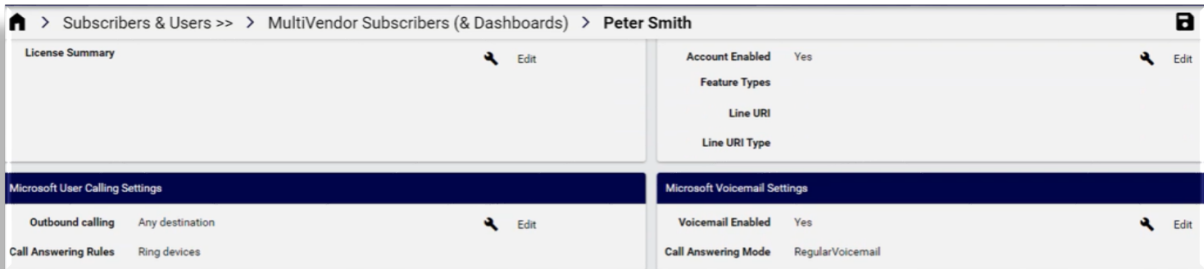 > Subscribers & Users >> > MultiVendor Subscribers (& Dashboards) > Peter Smith
License Summary Edit
Account Enabled Yes Edit
Feature Types
Line URI
Line URI Type
Microsoft User Calling Settings
Outbound calling Any destination Edit
Call Answering Rules Ring devices
Microsoft Voicemail Settings
Voicemail Enabled Yes Edit
Call Answering Mode RegularVoicemail